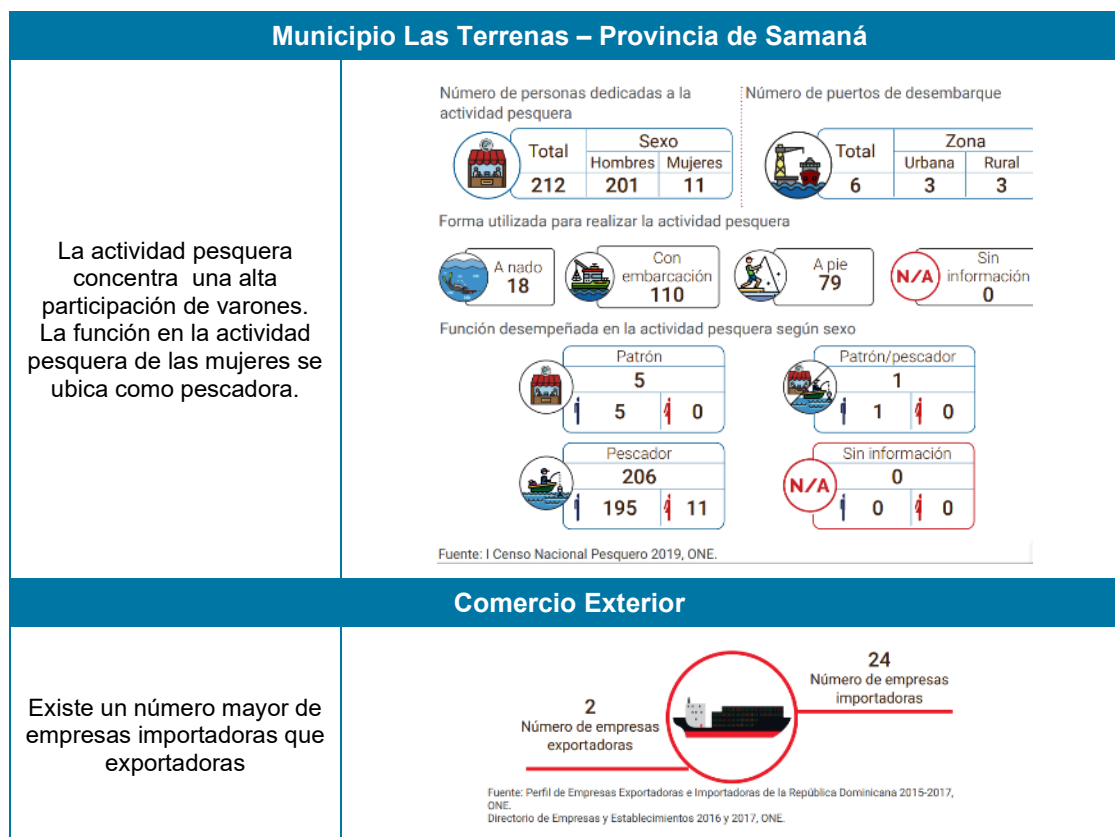 Municipio Las Terrenas – Provincia de Samaná
La actividad pesquera
concentra una alta
participación de varones.
La función en la actividad
pesquera de las mujeres se
ubica como pescadora.
Número de personas dedicadas a la
actividad pesquera
Total
Sexo
Hombres Mujeres
212 201 11
Número de puertos de desembarque
Total
Zona
Urbana Rural
6 3 3
Forma utilizada para realizar la actividad pesquera
A nado
18
Con
embarcación
110
A pie
79
N/A
Sin
información
0
Función desempeñada en la actividad pesquera según sexo
Patrón
5
5 0
Patrón/pescador
1
1 0
Pescador
206
195 11
N/A
Sin información
0
0 0
Fuente: I Censo Nacional Pesquero 2019, ONE.
Comercio Exterior
Existe un número mayor de
empresas importadoras que
exportadoras
2
Número de empresas
exportadoras
24
Número de empresas
importadoras
Fuente: Perfil de Empresas Exportadoras e Importadoras de la República Dominicana 2015-2017,
ONE.
Directorio de Empresas y Establecimientos 2016 y 2017, ONE.